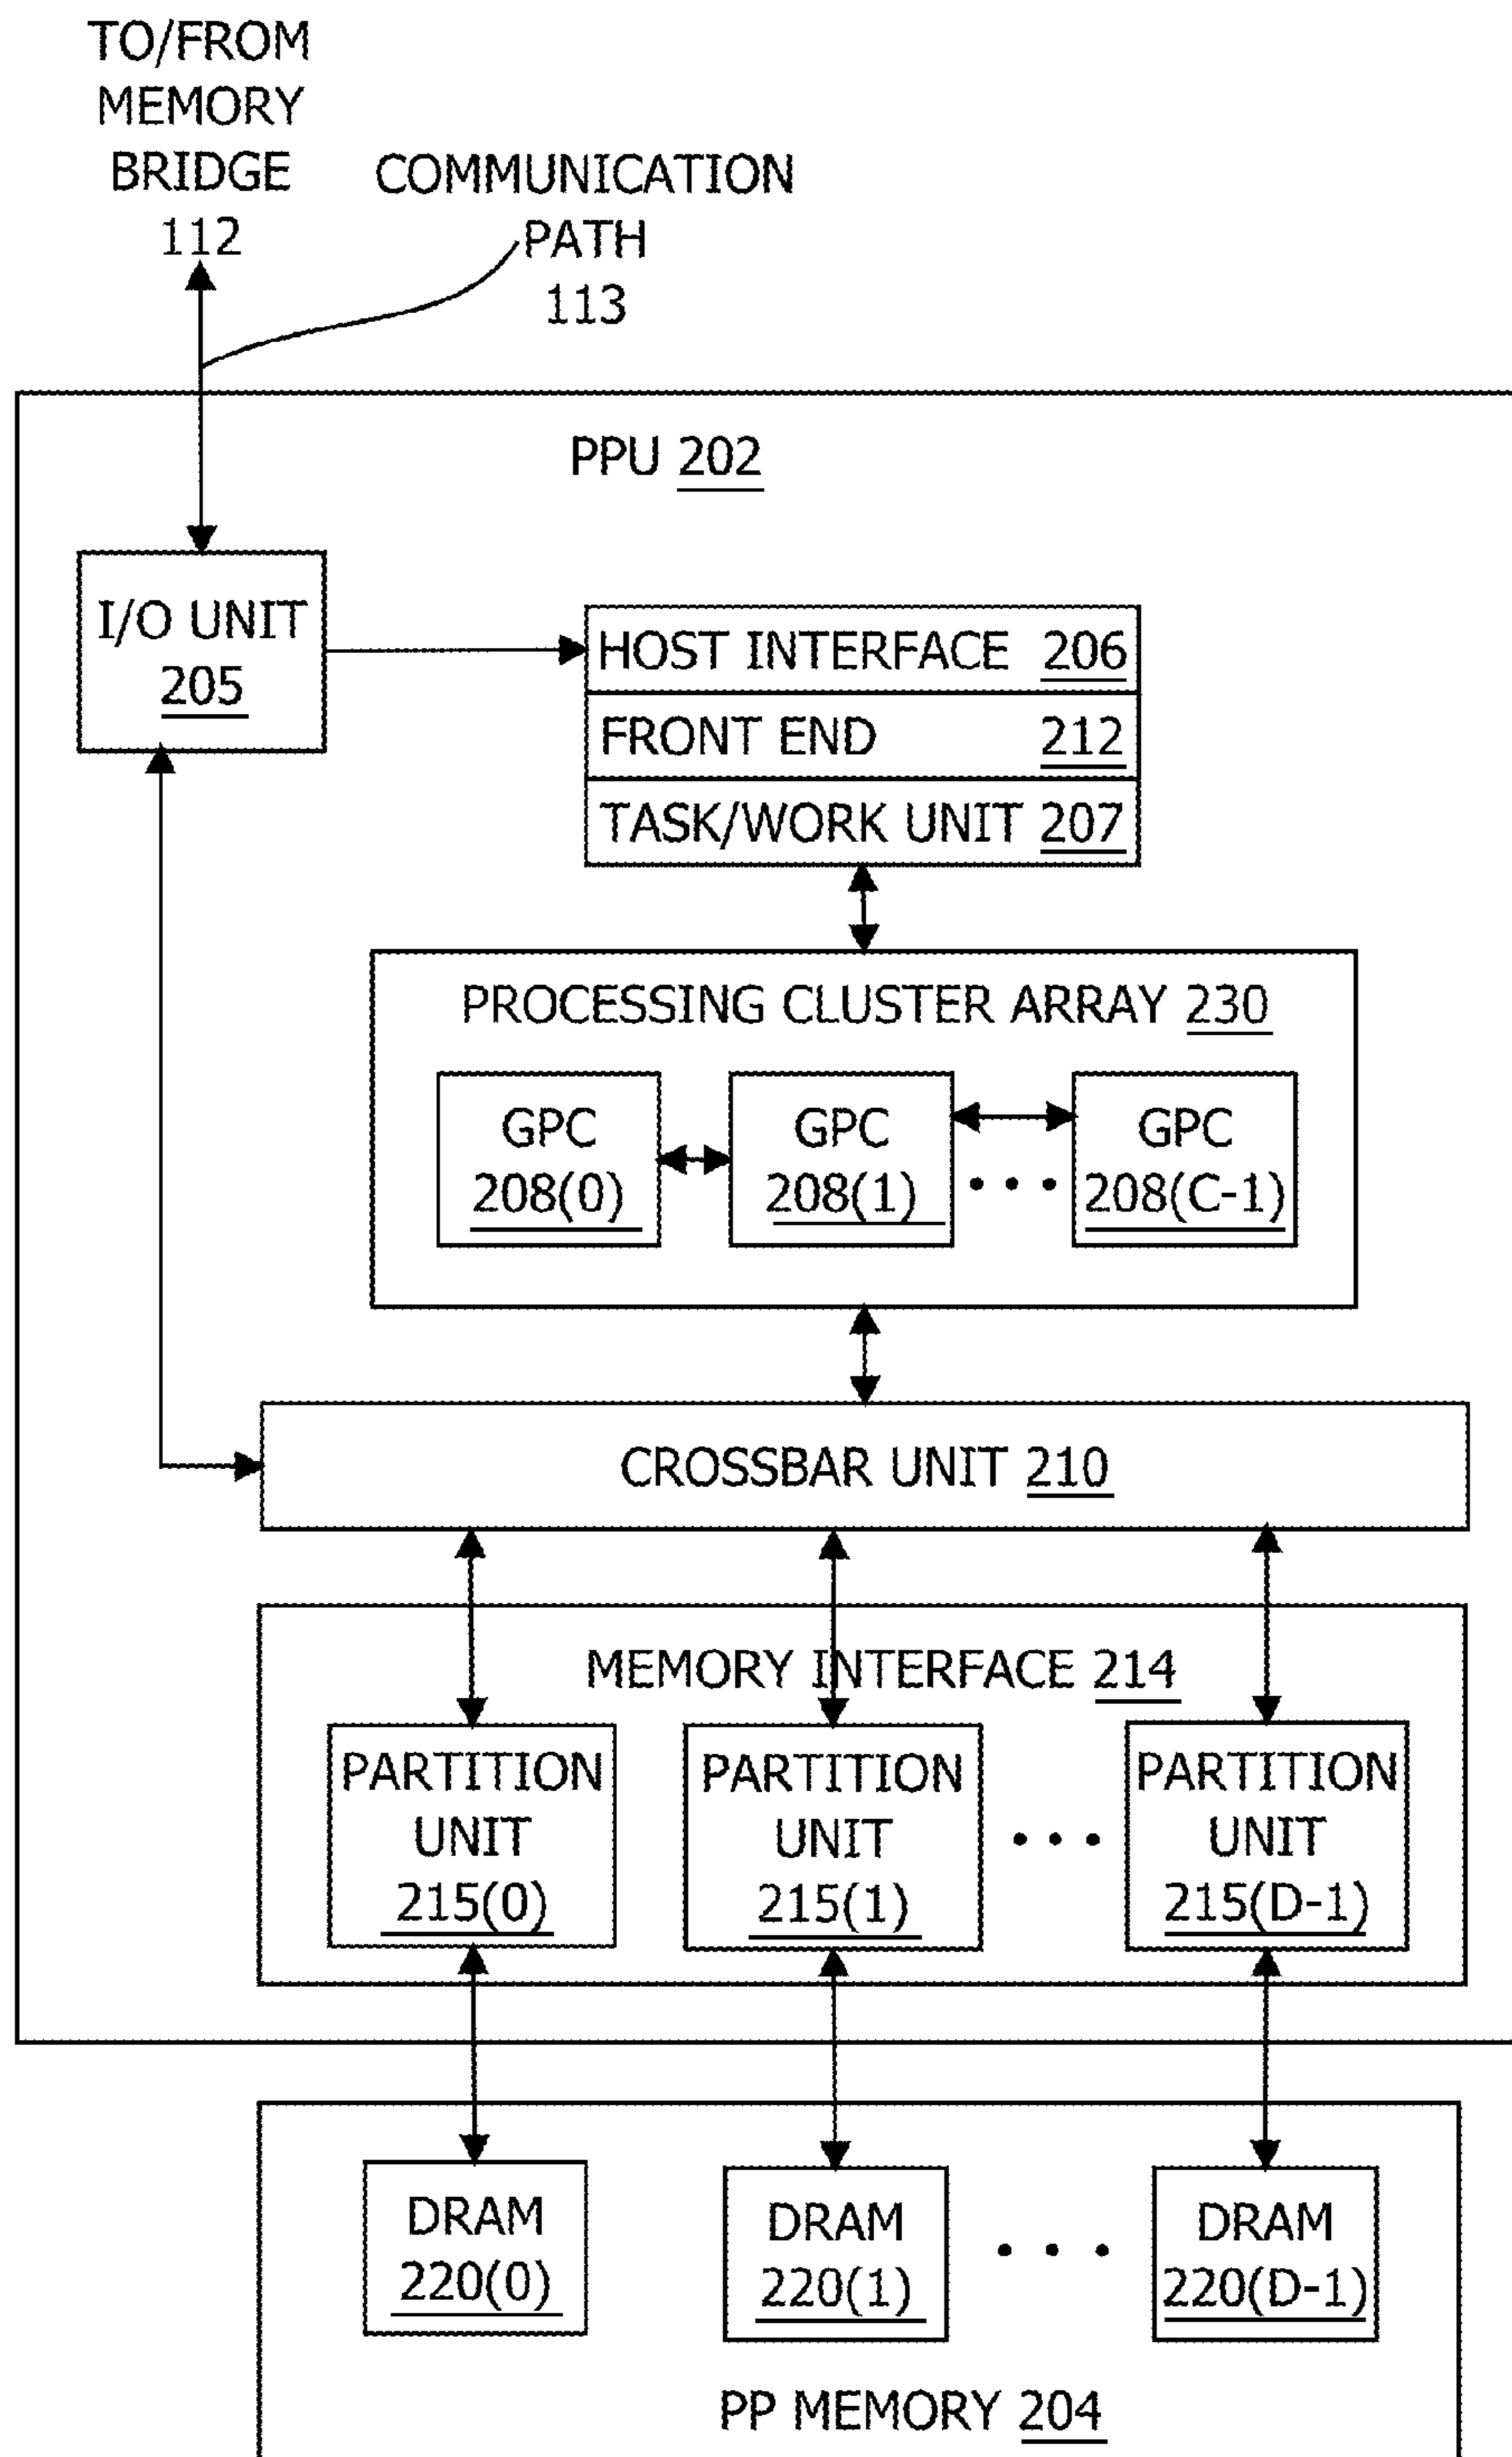 TO/FROM
MEMORY
BRIDGE
112
COMMUNICATION
PATH
113
PPU 202
I/O UNIT
205
HOST INTERFACE 206
FRONT END 212
TASK/WORK UNIT 207
PROCESSING CLUSTER ARRAY 230
GPC
208(0)
GPC
208(1)
. . .
GPC
208(C-1)
CROSSBAR UNIT 210
MEMORY INTERFACE 214
PARTITION
UNIT
215(0)
PARTITION
UNIT
215(1)
. . .
PARTITION
UNIT
215(D-1)
DRAM
220(0)
DRAM
220(1)
. . .
DRAM
220(D-1)
PP MEMORY 204